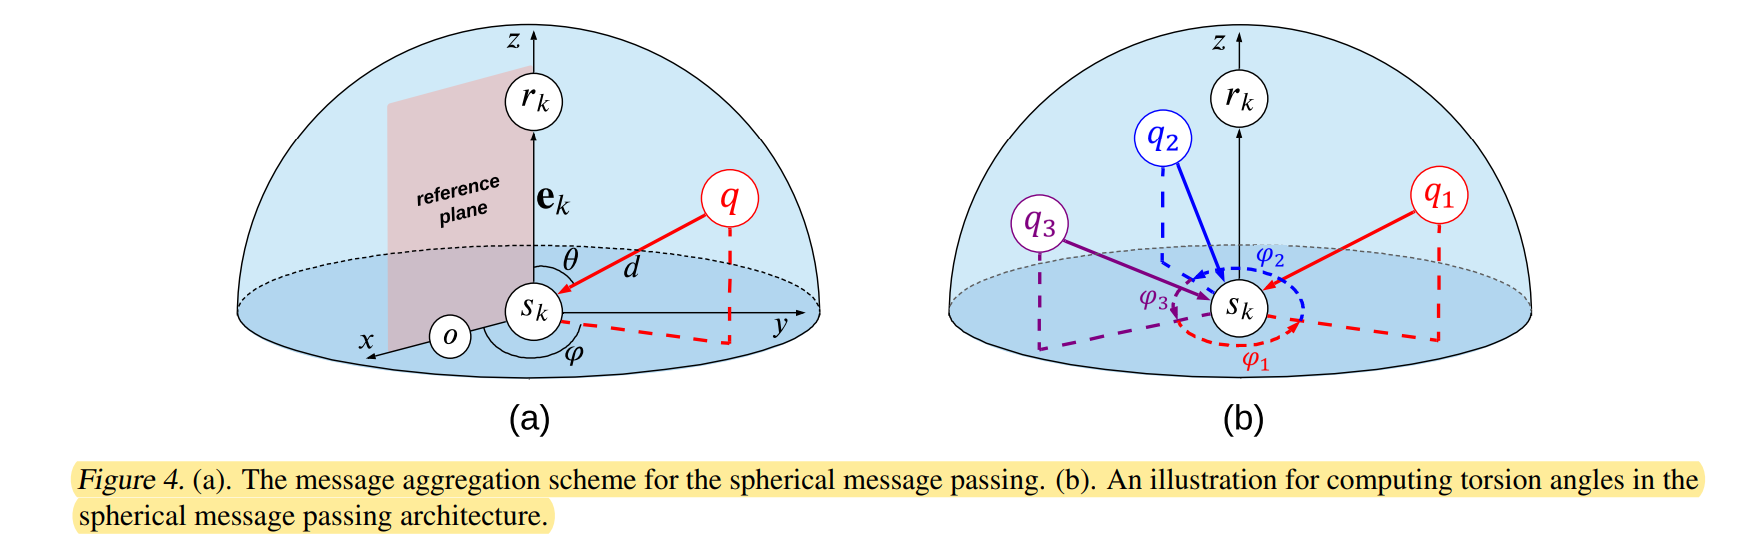 z
r_k
reference
plane
e_k
q
θ
d
s_k
o
x
y
φ
(a)
z
r_k
q_2
q_1
q_3
φ_2
φ_3
s_k
φ_1
(b)
Figure 4. (a). The message aggregation scheme for the spherical message passing. (b). An illustration for computing torsion angles in the
spherical message passing architecture.